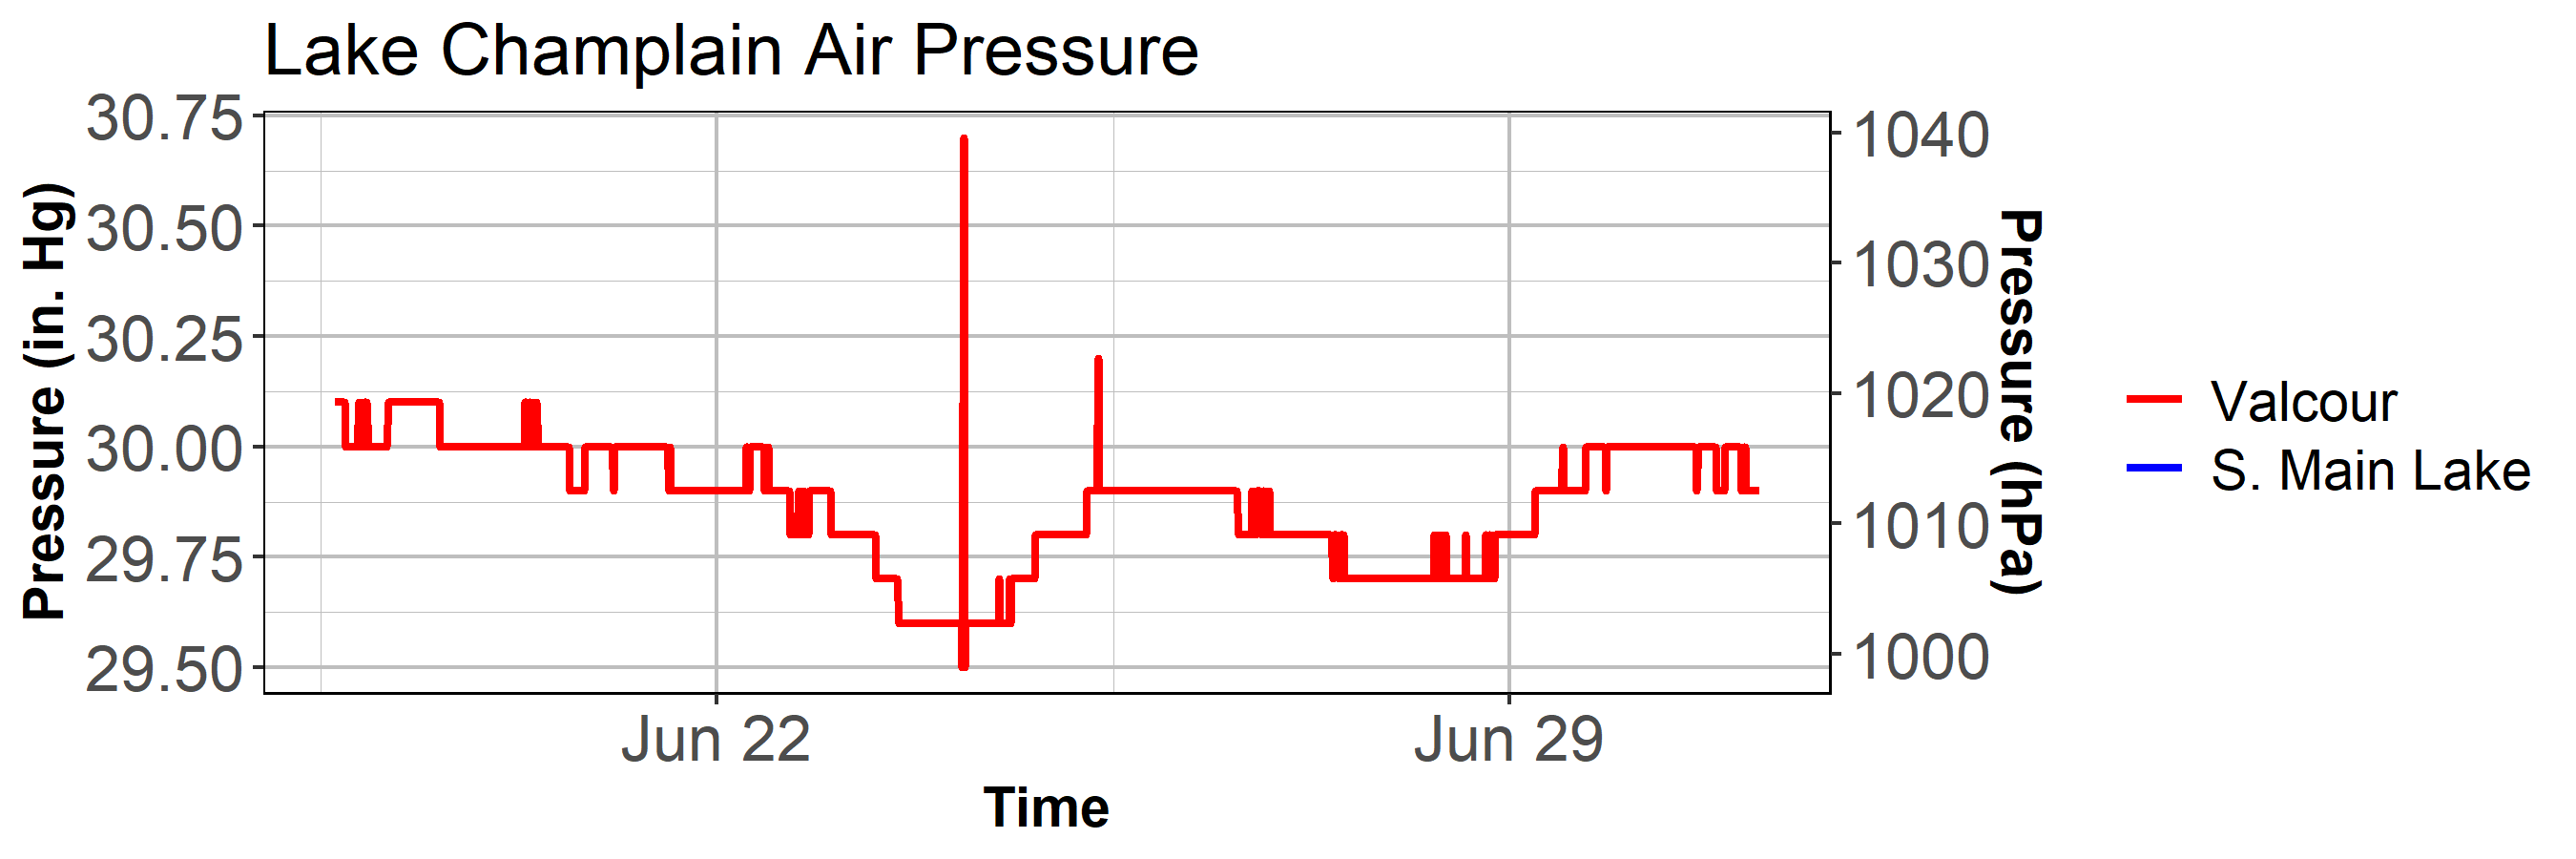 Lake Champlain Air Pressure
Pressure (in. Hg)
30.75
30.50
30.25
30.00
29.75
29.50
1040
1030
1020
1010
1000
Pressure (hPa)
Jun 22
Jun 29
Time
Valcour
S. Main Lake